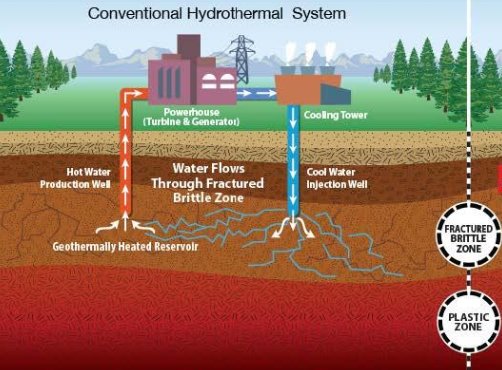 Conventional Hydrothermal System
Powerhouse
(Turbine & Generator)
Cooling Tower
Hot Water
Production Well
Water Flows
Through Fractured
Brittle Zone
Cool Water
Injection Well
Geothermally Heated Reservoir
FRACTURED
BRITTLE
ZONE
PLASTIC
ZONE